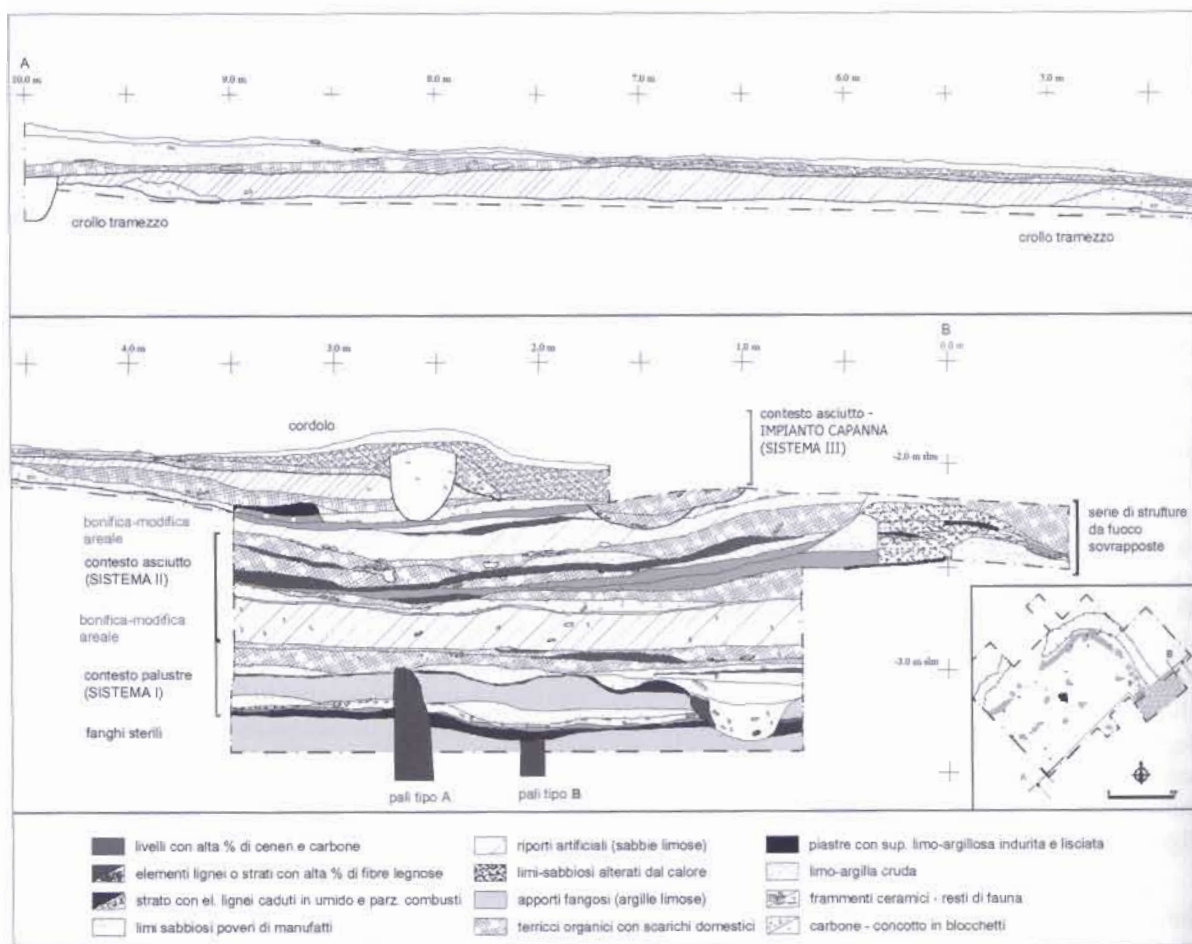 A
10.0 m 9.0 m 8.0 m 7.0 m 6.0 m 5.0 m
crollo tramezzo
crollo tramezzo
B
4.0 m 3.0 m 2.0 m 1.0 m 0.0 m
cordolo
contesto asciutto -
IMPIANTO CAPANNA
(SISTEMA III)
-2.0 m slm
bonifica-modifica
areale
serie di strutture
da fuoco
sovrapposte
contesto asciutto
(SISTEMA II)
bonifica-modifica
areale
-3.0 m slm
contesto palustre
(SISTEMA I)
fanghi sterili
pali tipo A
pali tipo B
B
A
livelli con alta % di ceneri e carbone
elementi lignei o strati con alta % di fibre legnose
strato con el. lignei caduti in umido e parz. combusti
limi sabbiosi poveri di manufatti
riporti artificiali (sabbie limose)
limi-sabbiosi alterati dal calore
apporti fangosi (argille limose)
terricci organici con scarichi domestici
piastre con sup. limo-argillosa indurita e lisciata
limo-argilla cruda
frammenti ceramici - resti di fauna
carbone - concotto in blocchetti